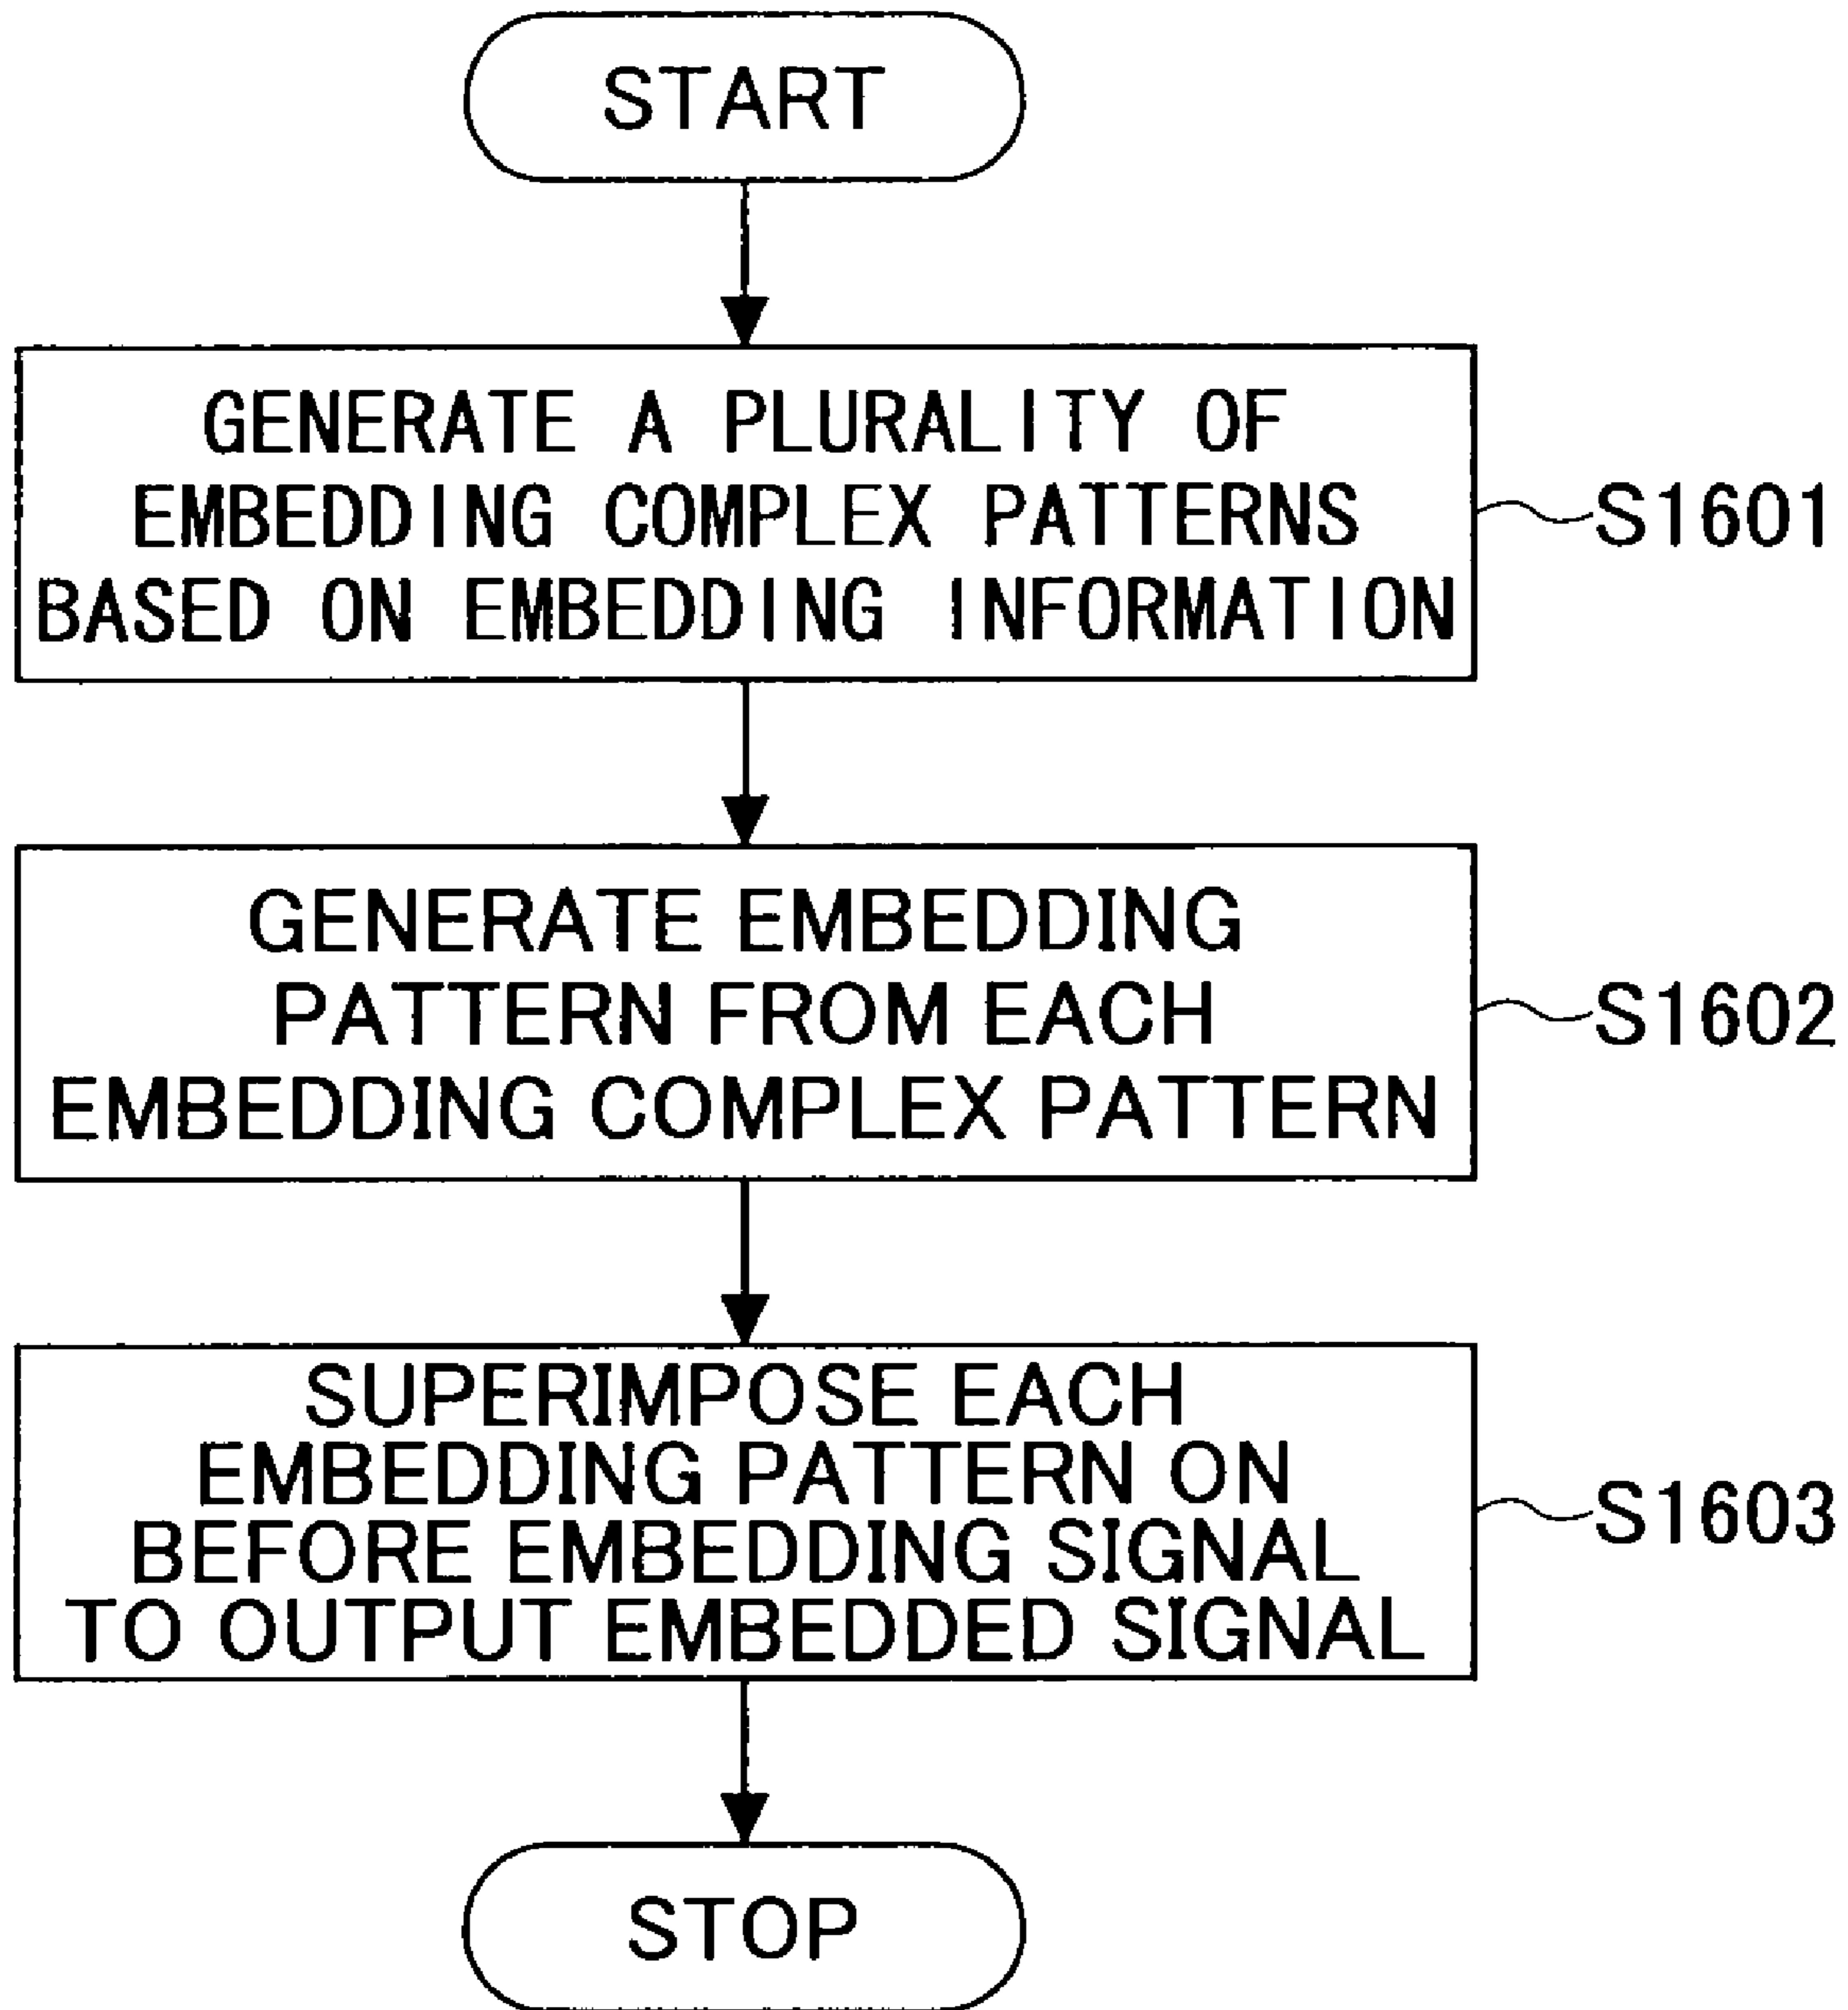 START
GENERATE A PLURALITY OF
EMBEDDING COMPLEX PATTERNS
BASED ON EMBEDDING INFORMATION
S1601
GENERATE EMBEDDING
PATTERN FROM EACH
EMBEDDING COMPLEX PATTERN
S1602
SUPERIMPOSE EACH
EMBEDDING PATTERN ON
BEFORE EMBEDDING SIGNAL
TO OUTPUT EMBEDDED SIGNAL
S1603
STOP